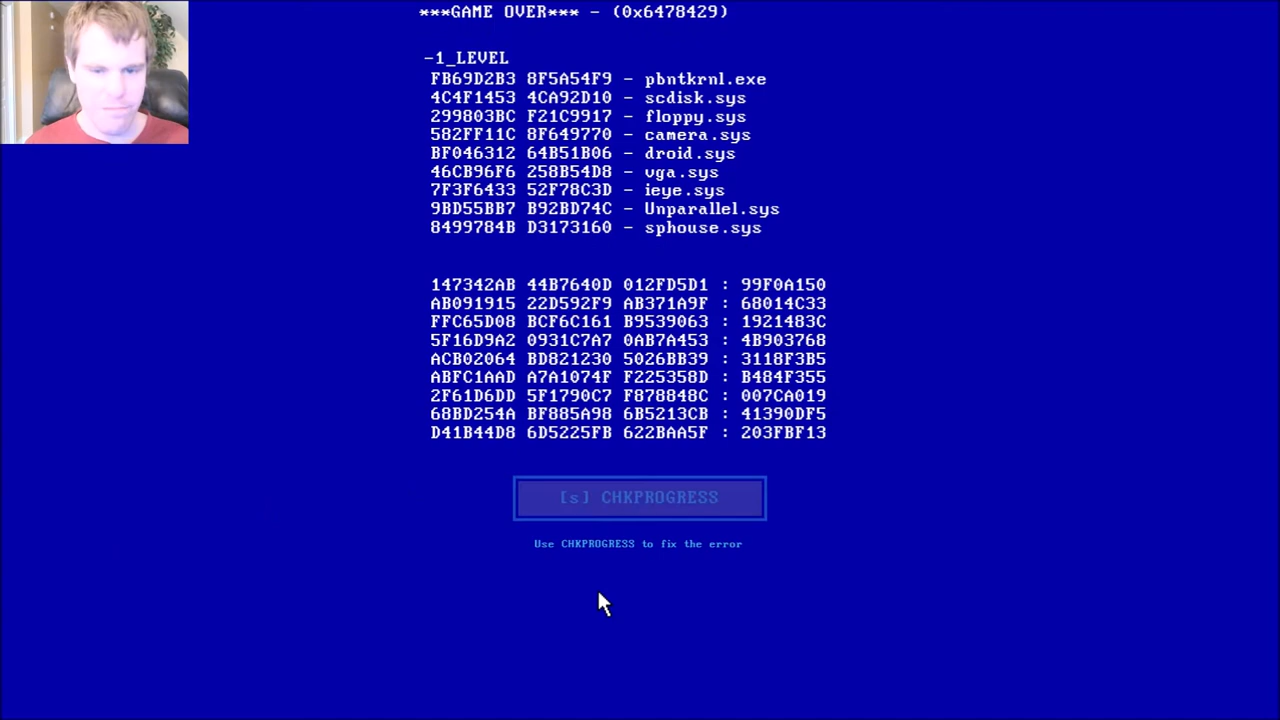 ***GAME OVER*** - (0x6478429)
-1_LEVEL
FB69D2B3 8F5A54F9 - pbntkrnl.exe
4C4F1453 4CA92D10 - scdisk.sys
299803BC F21C9917 - floppy.sys
582FF11C 8F649770 - camera.sys
BF046312 64B51B06 - droid.sys
46CB96F6 258B54D8 - vga.sys
7F3F6433 52F78C3D - ieye.sys
9BD55BB7 B92BD74C - Unparallel.sys
8499784B D3173160 - sphouse.sys
147342AB 44B7640D 012FD5D1 : 99F0A150
AB091915 22D592F9 AB371A9F : 68014C33
FFC65D08 BCF6C161 B9539063 : 1921483C
5F16D9A2 0931C7A7 0AB7A453 : 4B903768
ACB02064 BD821230 5026BB39 : 3118F3B5
ABFC1AAD A7A1074F F225358D : B484F355
2F61D6DD 5F1790C7 F878848C : 007CA019
68BD254A BF885A98 6B5213CB : 41390DF5
D41B44D8 6D5225FB 622BAA5F : 203FBF13
[s] CHKPROGRESS
Use CHKPROGRESS to fix the error